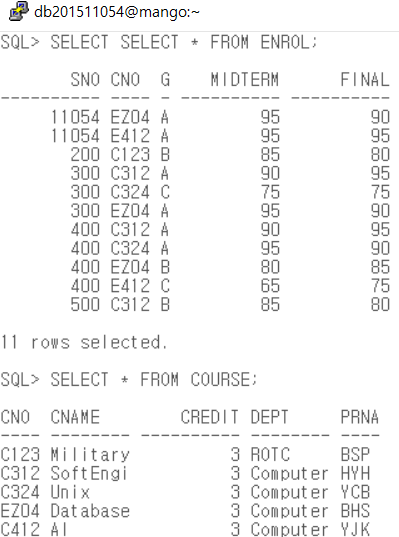 db201511054@mango:~
SQL> SELECT SELECT * FROM ENROL;
SNO CNO G MIDTERM FINAL
---------- ---- - ---------- ----------
11054 EZ04 A 95 90
11054 E412 A 95 95
200 C123 B 85 80
300 C312 A 90 95
300 C324 C 75 75
300 EZ04 A 95 90
400 C312 A 90 95
400 C324 A 95 90
400 EZ04 B 80 85
400 E412 C 65 75
500 C312 B 85 80
11 rows selected.
SQL> SELECT * FROM COURSE;
CNO CNAME CREDIT DEPT PRNA
---- -------- ---------- -------- ----
C123 Military 3 ROTC BSP
C312 SoftEngi 3 Computer HYH
C324 Unix 3 Computer YCB
EZ04 Database 3 Computer BHS
C412 AI 3 Computer YJK